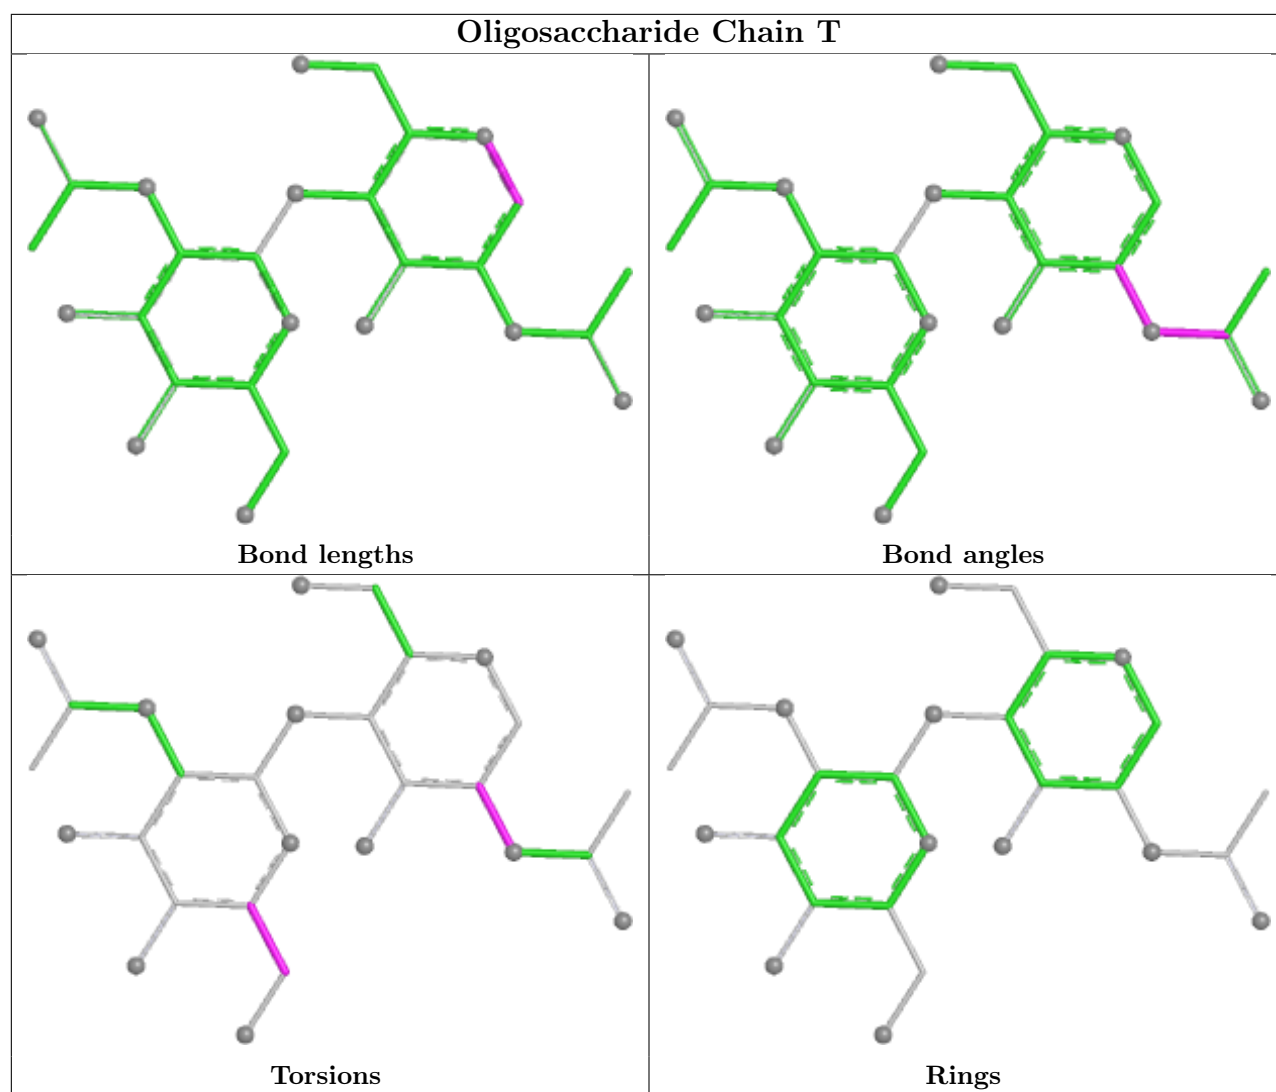 Oligosaccharide Chain T
Bond lengths
Bond angles
Torsions
Rings